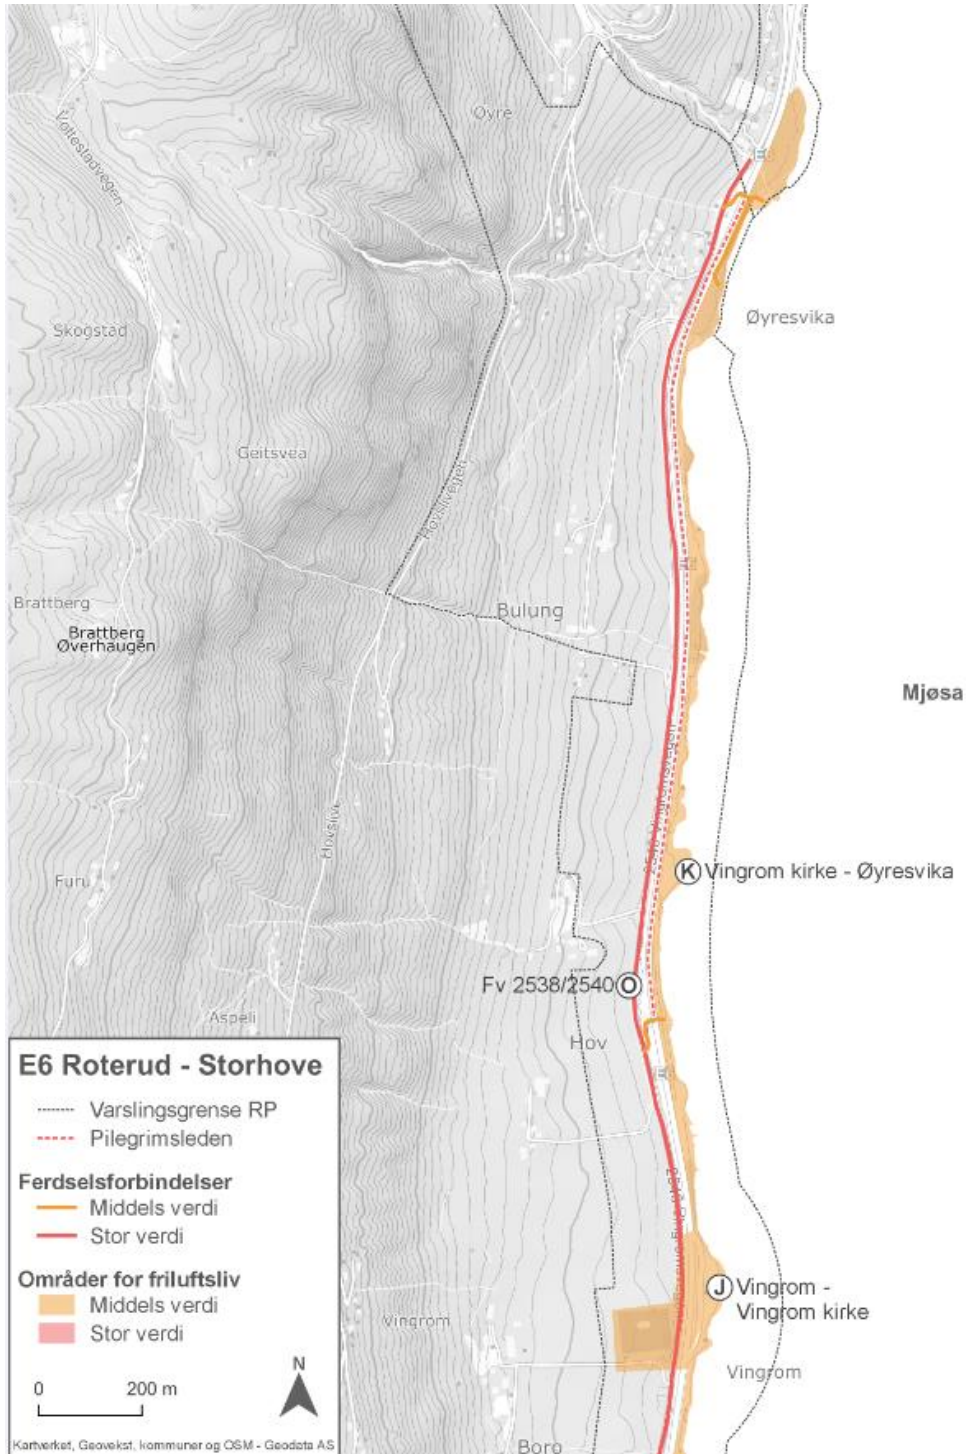 Øyre
Vollestadvegen
Øyresvika
Skogstad
Geitsvea
Hovslivegen
Brattberg
Brattberg
Øverhaugen
Bulung
Mjøsa
Hovslivegen
Furu
K Vingrom kirke - Øyresvika
Fv 2538/2540 O
Aspeli
Hov
J Vingrom -
Vingrom kirke
Vingrom
Vingrom
Boro
E6 Roterud - Storhove
Varslingsgrense RP
Pilegrimsleden
Ferdselsforbindelser
Middels verdi
Stor verdi
Områder for friluftsliv
Middels verdi
Stor verdi
N
0 200 m
Kartverket, Geovekst, kommuner og OSM - Geodata AS